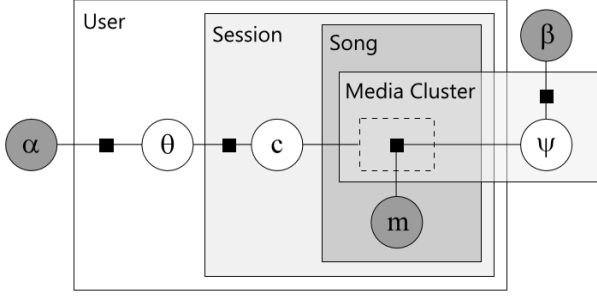 User
Session
Song
Media Cluster
β
α
θ
c
ψ
m